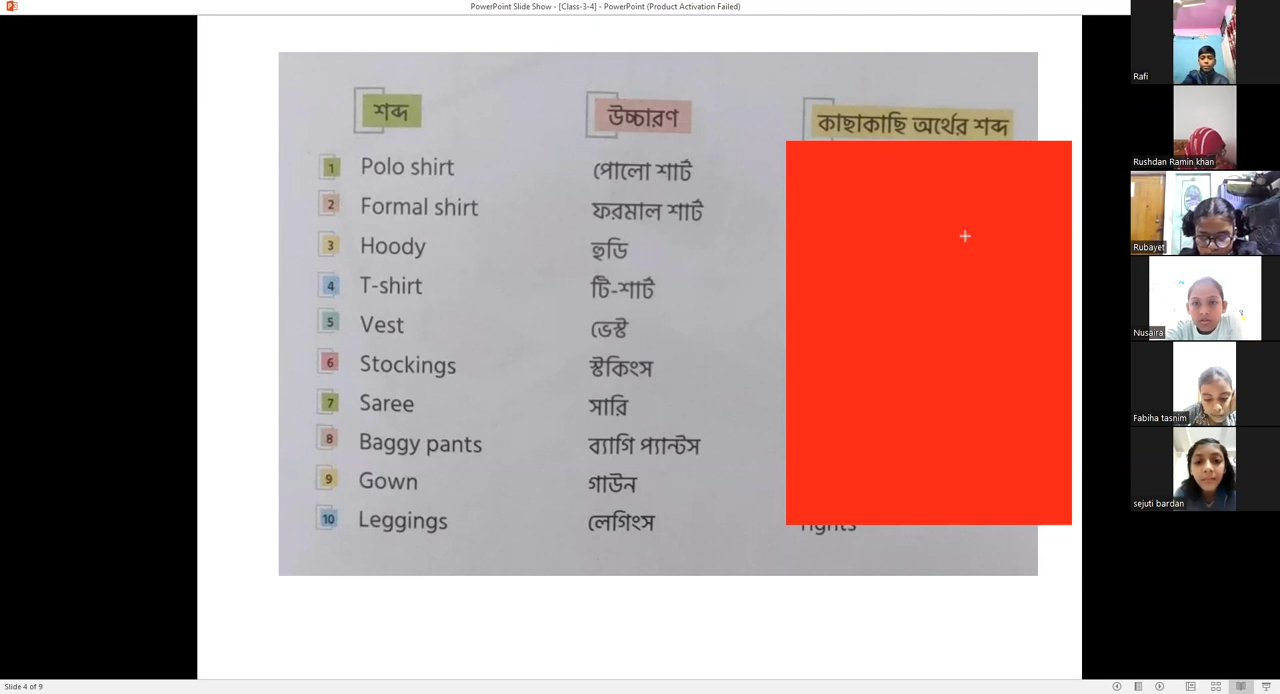 PowerPoint Slide Show - [Class-3-4] - PowerPoint (Product Activation Failed)
শব্দ উচ্চারণ কাছাকাছি অর্থের শব্দ
1 Polo shirt পোলো শার্ট
2 Formal shirt ফরমাল শার্ট
3 Hoody হুডি
4 T-shirt টি-শার্ট
5 Vest ভেস্ট
6 Stockings স্টকিংস
7 Saree সারি
8 Baggy pants ব্যাগি প্যান্টস
9 Gown গাউন
10 Leggings লেগিংস
Rafi
Rushdan Ramin khan
Rubayet
Nusaira
Fabiha tasnim
sejuti bardan
Slide 4 of 9